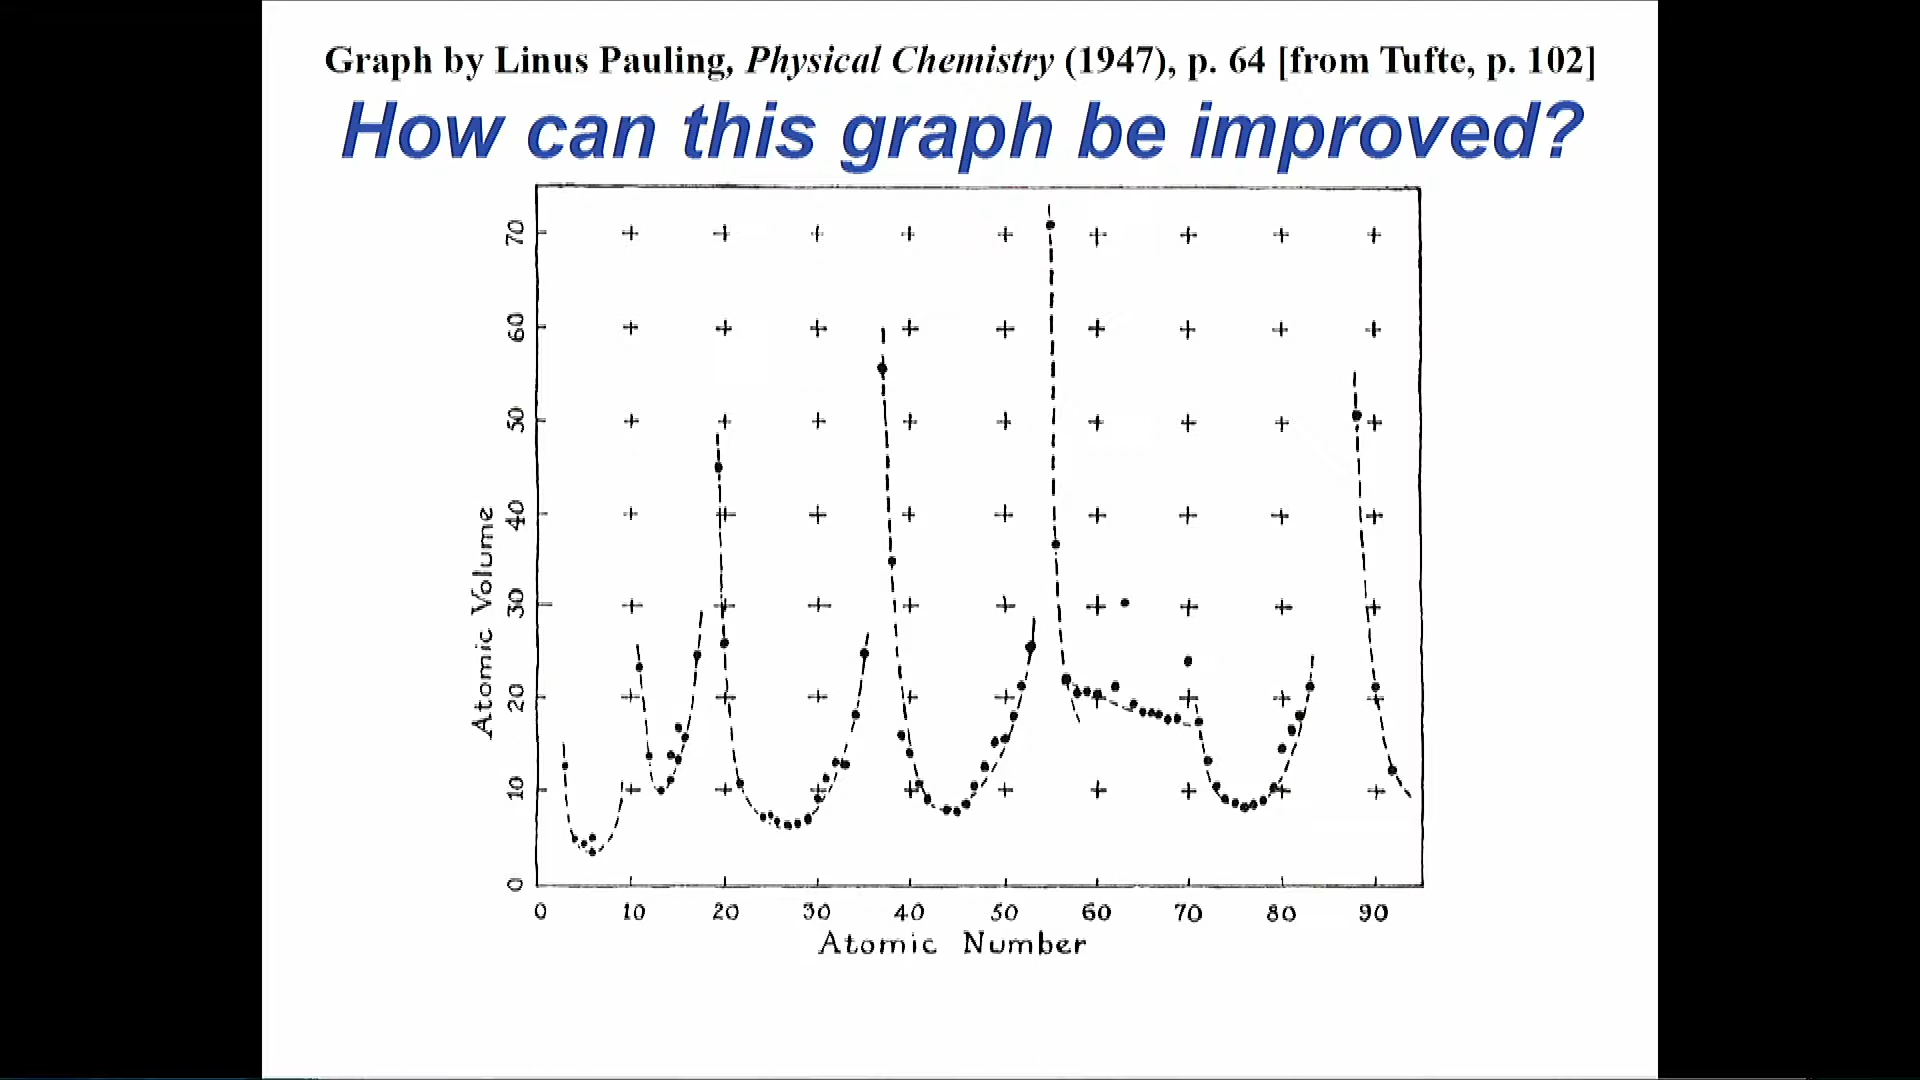 Graph by Linus Pauling, Physical Chemistry (1947), p. 64 [from Tufte, p. 102]
How can this graph be improved?
70
60
50
40
30
20
10
0
Atomic Volume
0 10 20 30 40 50 60 70 80 90
Atomic Number